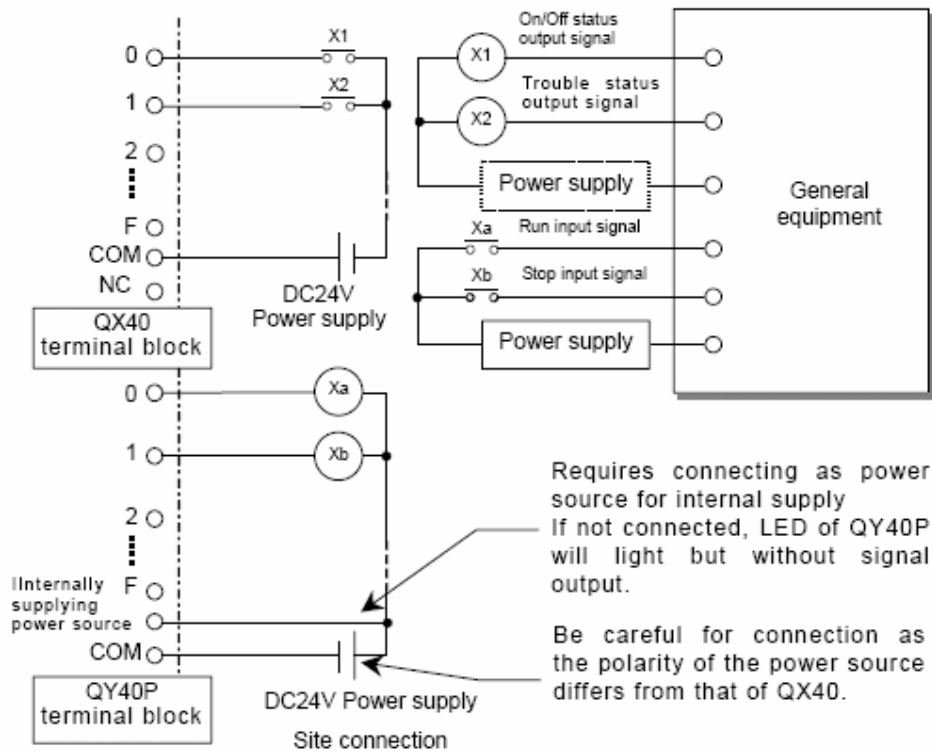 0
X1
1
X2
2
F
COM
NC
DC24V
Power supply
QX40
terminal block
On/Off status
output signal
X1
Trouble status
output signal
X2
Power supply
Xa
Run input signal
Xb
Stop input signal
Power supply
General
equipment
0
Xa
1
Xb
2
F
IInternally
supplying
power source
COM
QY40P
terminal block
DC24V Power supply
Site connection
Requires connecting as power
source for internal supply
If not connected, LED of QY40P
will light but without signal
output.
Be careful for connection as
the polarity of the power source
differs from that of QX40.